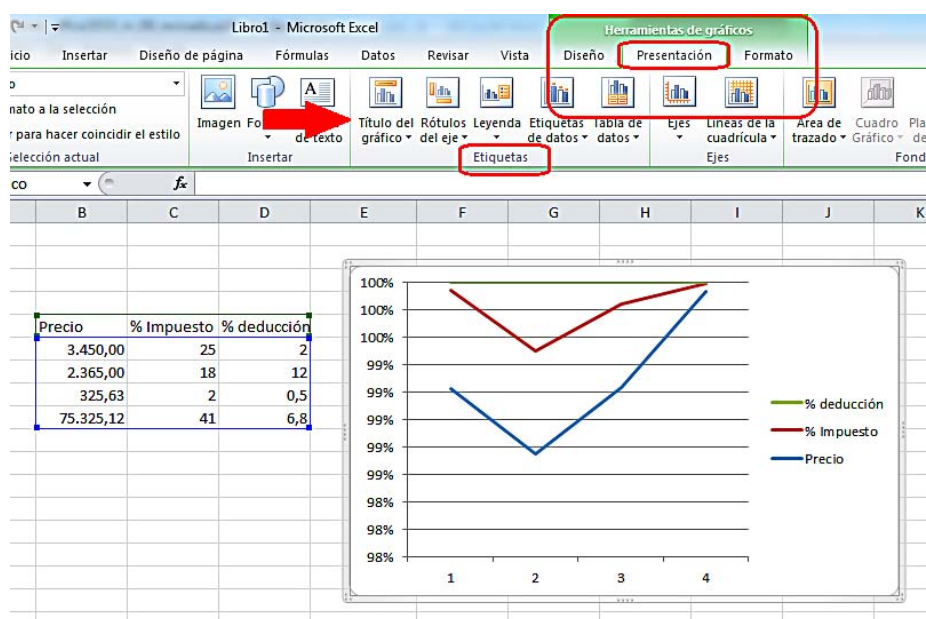 Libro1 - Microsoft Excel
Herramientas de gráficos
icio Insertar Diseño de página Fórmulas Datos Revisar Vista Diseño Presentación Formato
mato a la selección
r para hacer coincidir el estilo
Selección actual
Imagen
de texto
Insertar
Título del gráfico
Rótulos del eje
Leyenda
Etiquetas de datos
Tabla de datos
Etiquetas
Ejes
Líneas de la cuadrícula
Ejes
Área de trazado
Cuadro Gráfico
Pla
de
Fond
co fx
B C D E F G H I J K
Precio % Impuesto % deducción
3.450,00 25 2
2.365,00 18 12
325,63 2 0,5
75.325,12 41 6,8
100%
100%
100%
99%
99%
99%
99%
99%
98%
98%
98%
1 2 3 4
% deducción
% Impuesto
Precio